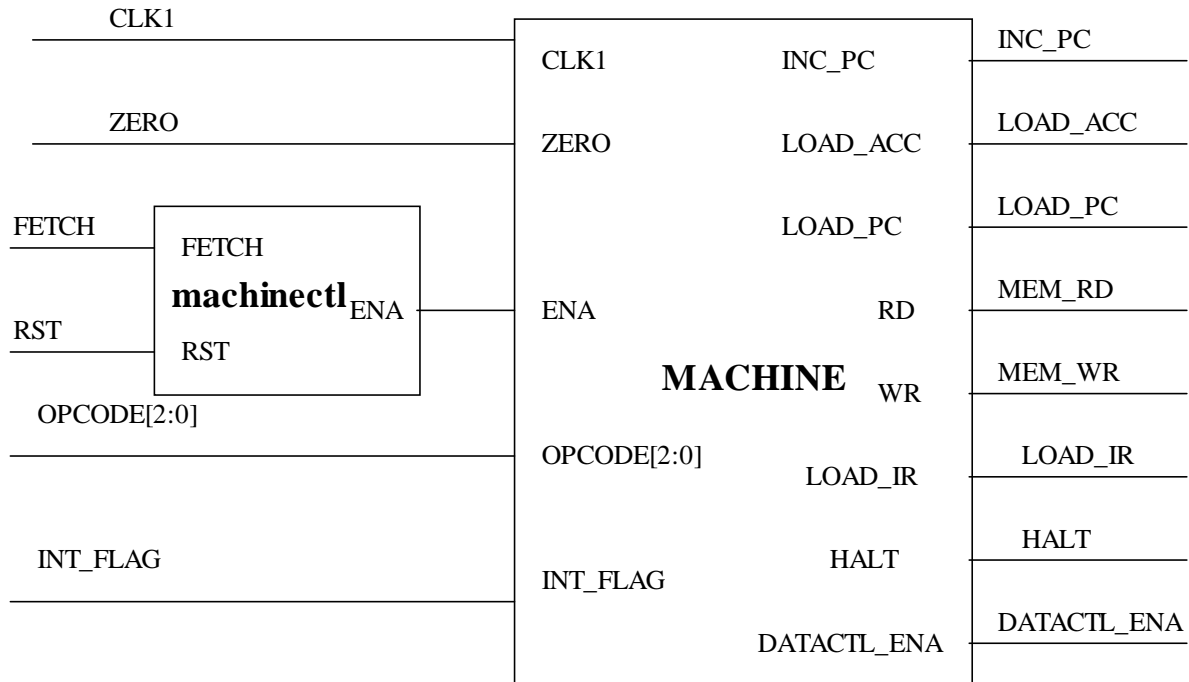 CLK1
ZERO
FETCH
RST
OPCODE[2:0]
INT_FLAG
FETCH
machinectl
ENA
RST
CLK1
ZERO
ENA
OPCODE[2:0]
INT_FLAG
MACHINE
INC_PC
LOAD_ACC
LOAD_PC
RD
WR
LOAD_IR
HALT
DATACTL_ENA
INC_PC
LOAD_ACC
LOAD_PC
MEM_RD
MEM_WR
LOAD_IR
HALT
DATACTL_ENA